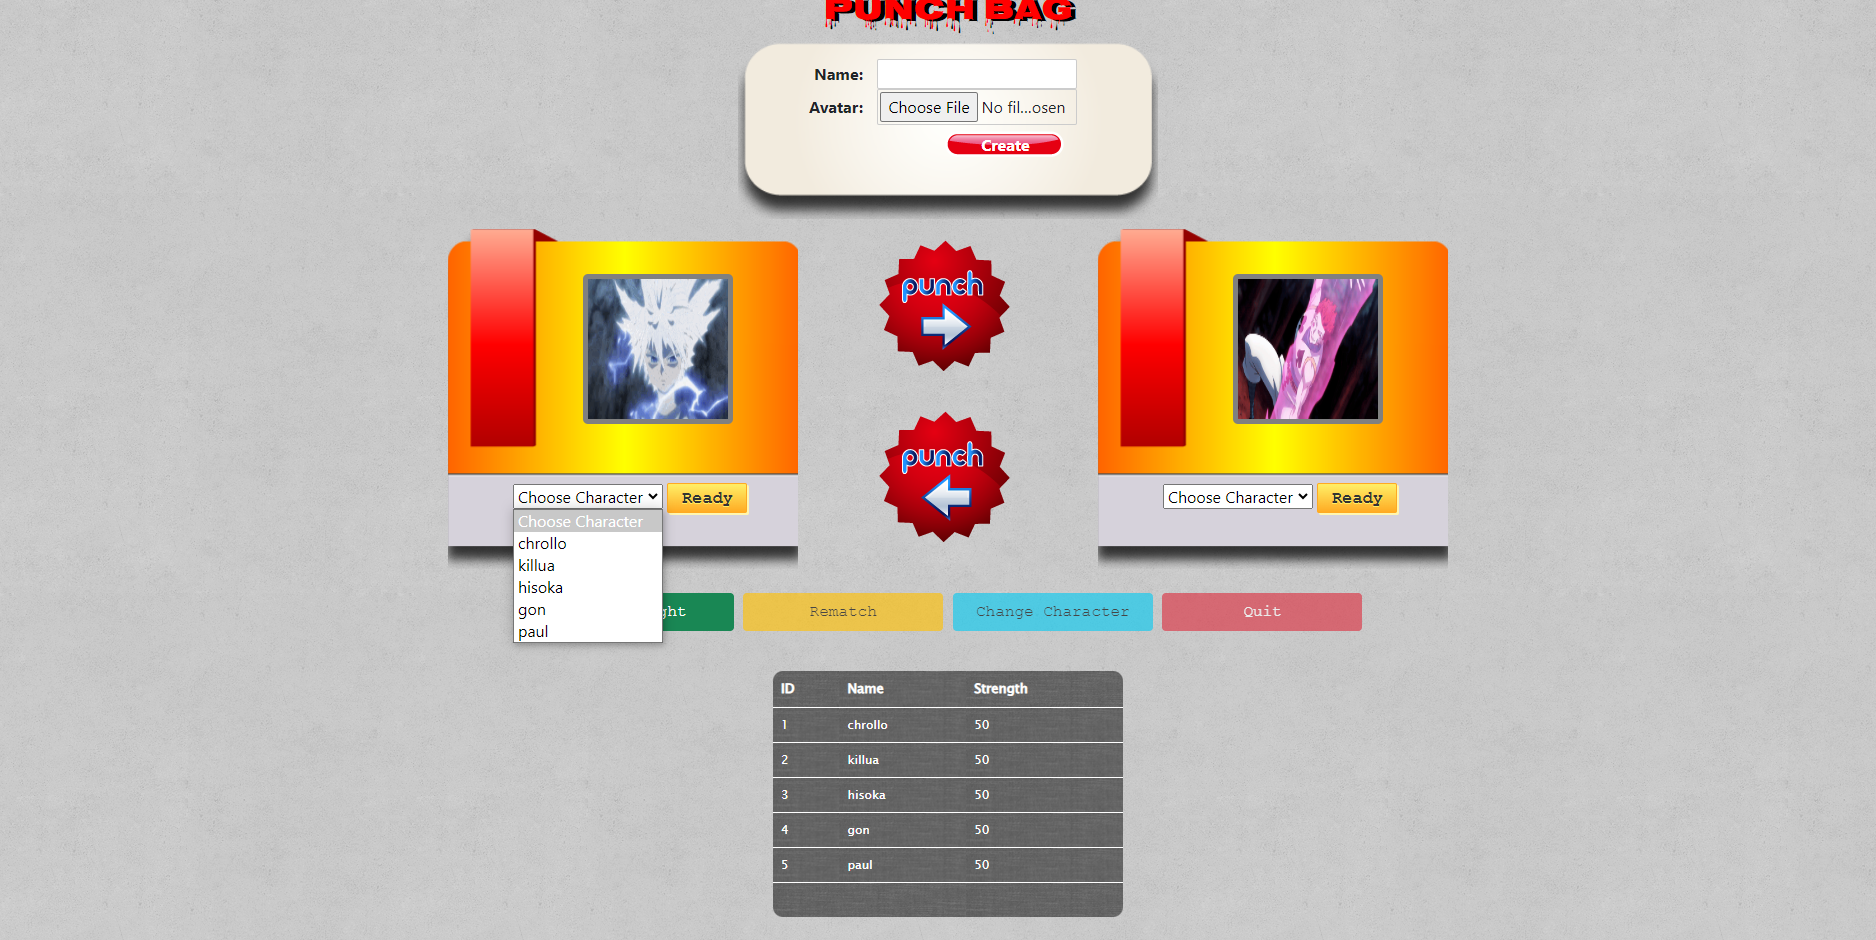 PUNCH BAG
Name:
Avatar: Choose File No fil...osen
Create
punch
punch
Choose Character Ready
Choose Character
chrollo
killua
hisoka
gon
paul
Choose Character Ready
ght Rematch Change Character Quit
ID Name Strength
1 chrollo 50
2 killua 50
3 hisoka 50
4 gon 50
5 paul 50